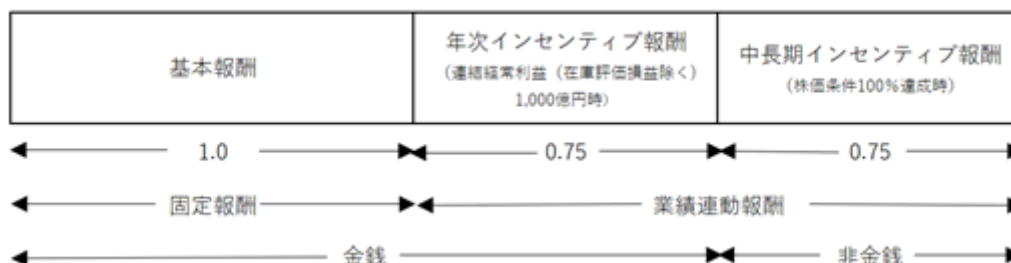 基本報酬
年次インセンティブ報酬
(連結経常利益（在庫評価損益除く）
1,000億円時)
中長期インセンティブ報酬
(株価条件100%達成時)
1.0
0.75
0.75
固定報酬
業績連動報酬
金銭
非金銭